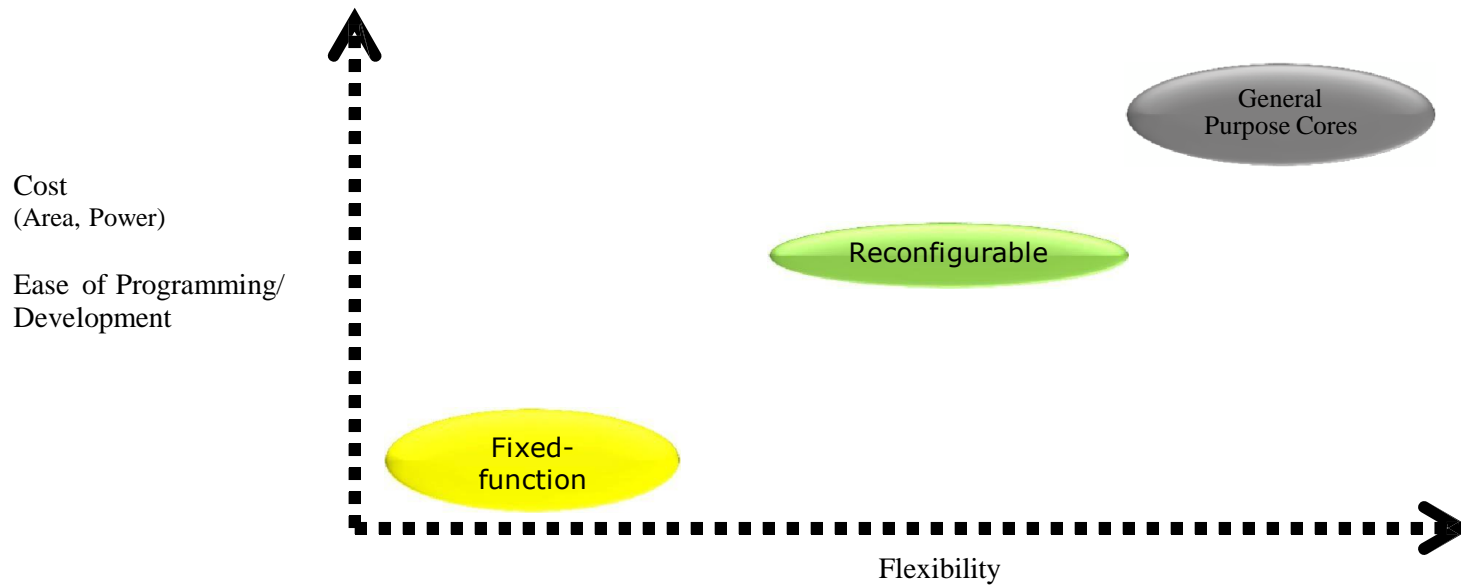 General
Purpose Cores
Cost
(Area, Power)
Reconfigurable
Ease of Programming/
Development
Fixed-
function
Flexibility